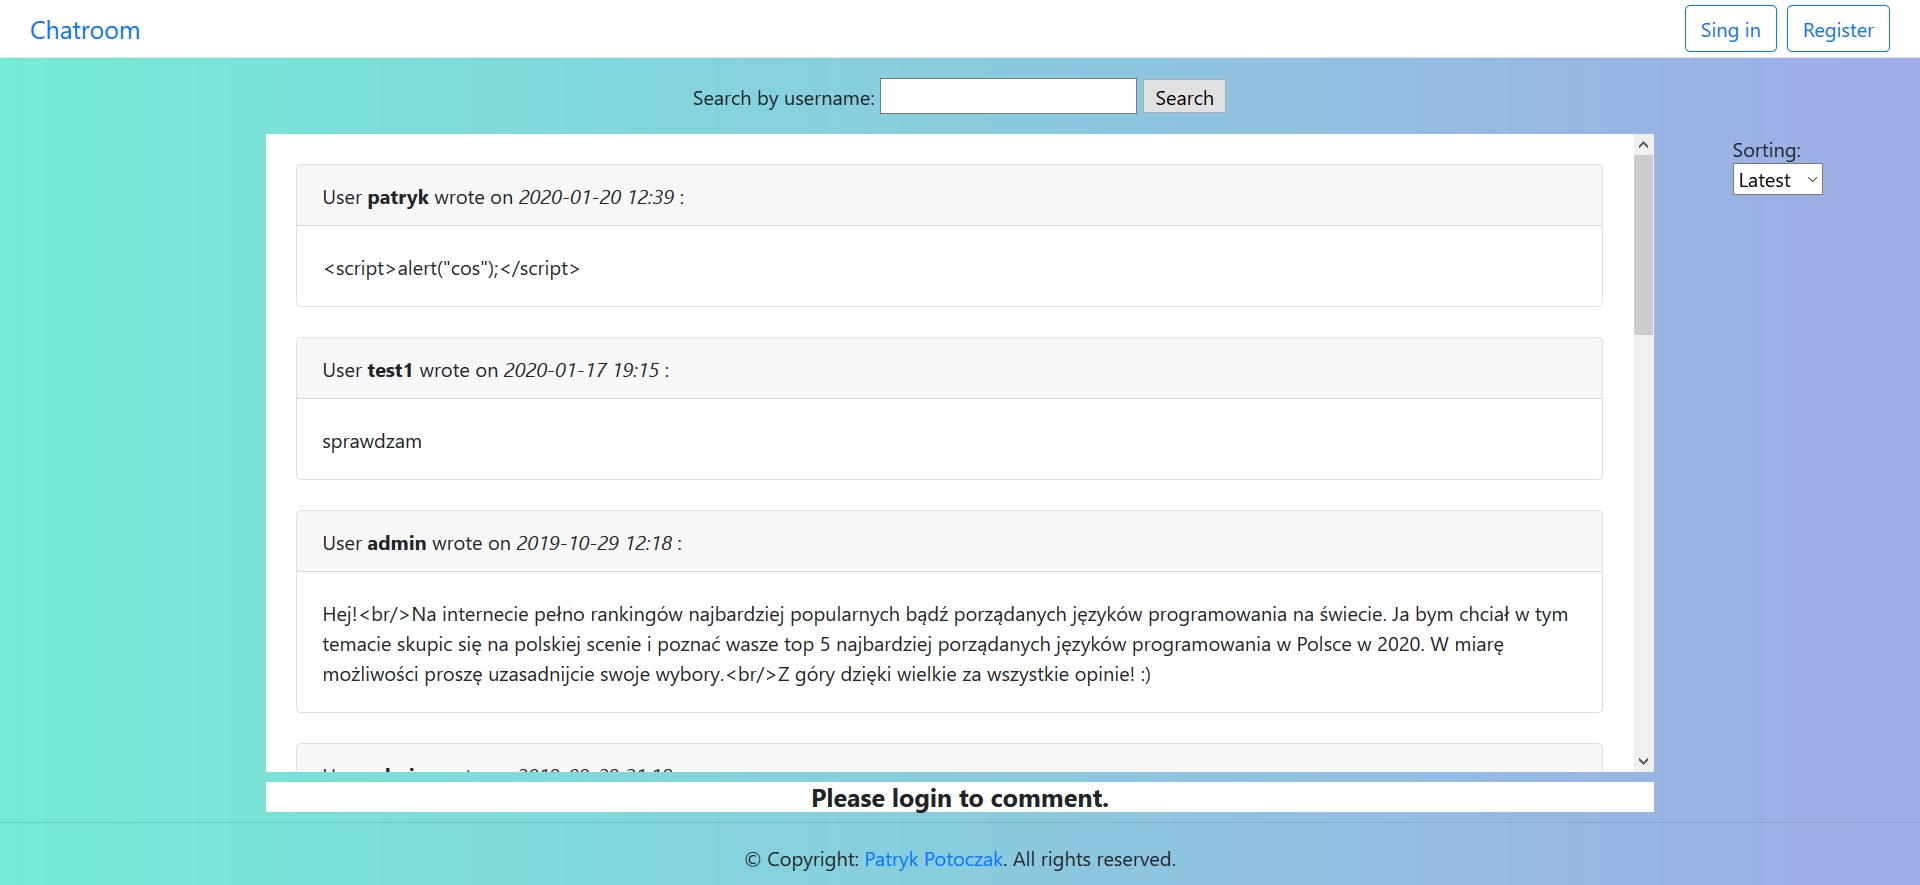 Chatroom
Sing in
Register
Search by username:
Search
Sorting:
Latest
User patryk wrote on 2020-01-20 12:39 :
<script>alert("cos");</script>
User test1 wrote on 2020-01-17 19:15 :
sprawdzam
User admin wrote on 2019-10-29 12:18 :
Hej!<br/>Na internecie pełno rankingów najbardziej popularnych bądź porządanych języków programowania na świecie. Ja bym chciał w tym
temacie skupic się na polskiej scenie i poznać wasze top 5 najbardziej porządanych języków programowania w Polsce w 2020. W miarę
możliwości proszę uzasadnijcie swoje wybory.<br/>Z góry dzięki wielkie za wszystkie opinie! :)
Please login to comment.
© Copyright: Patryk Potoczak. All rights reserved.